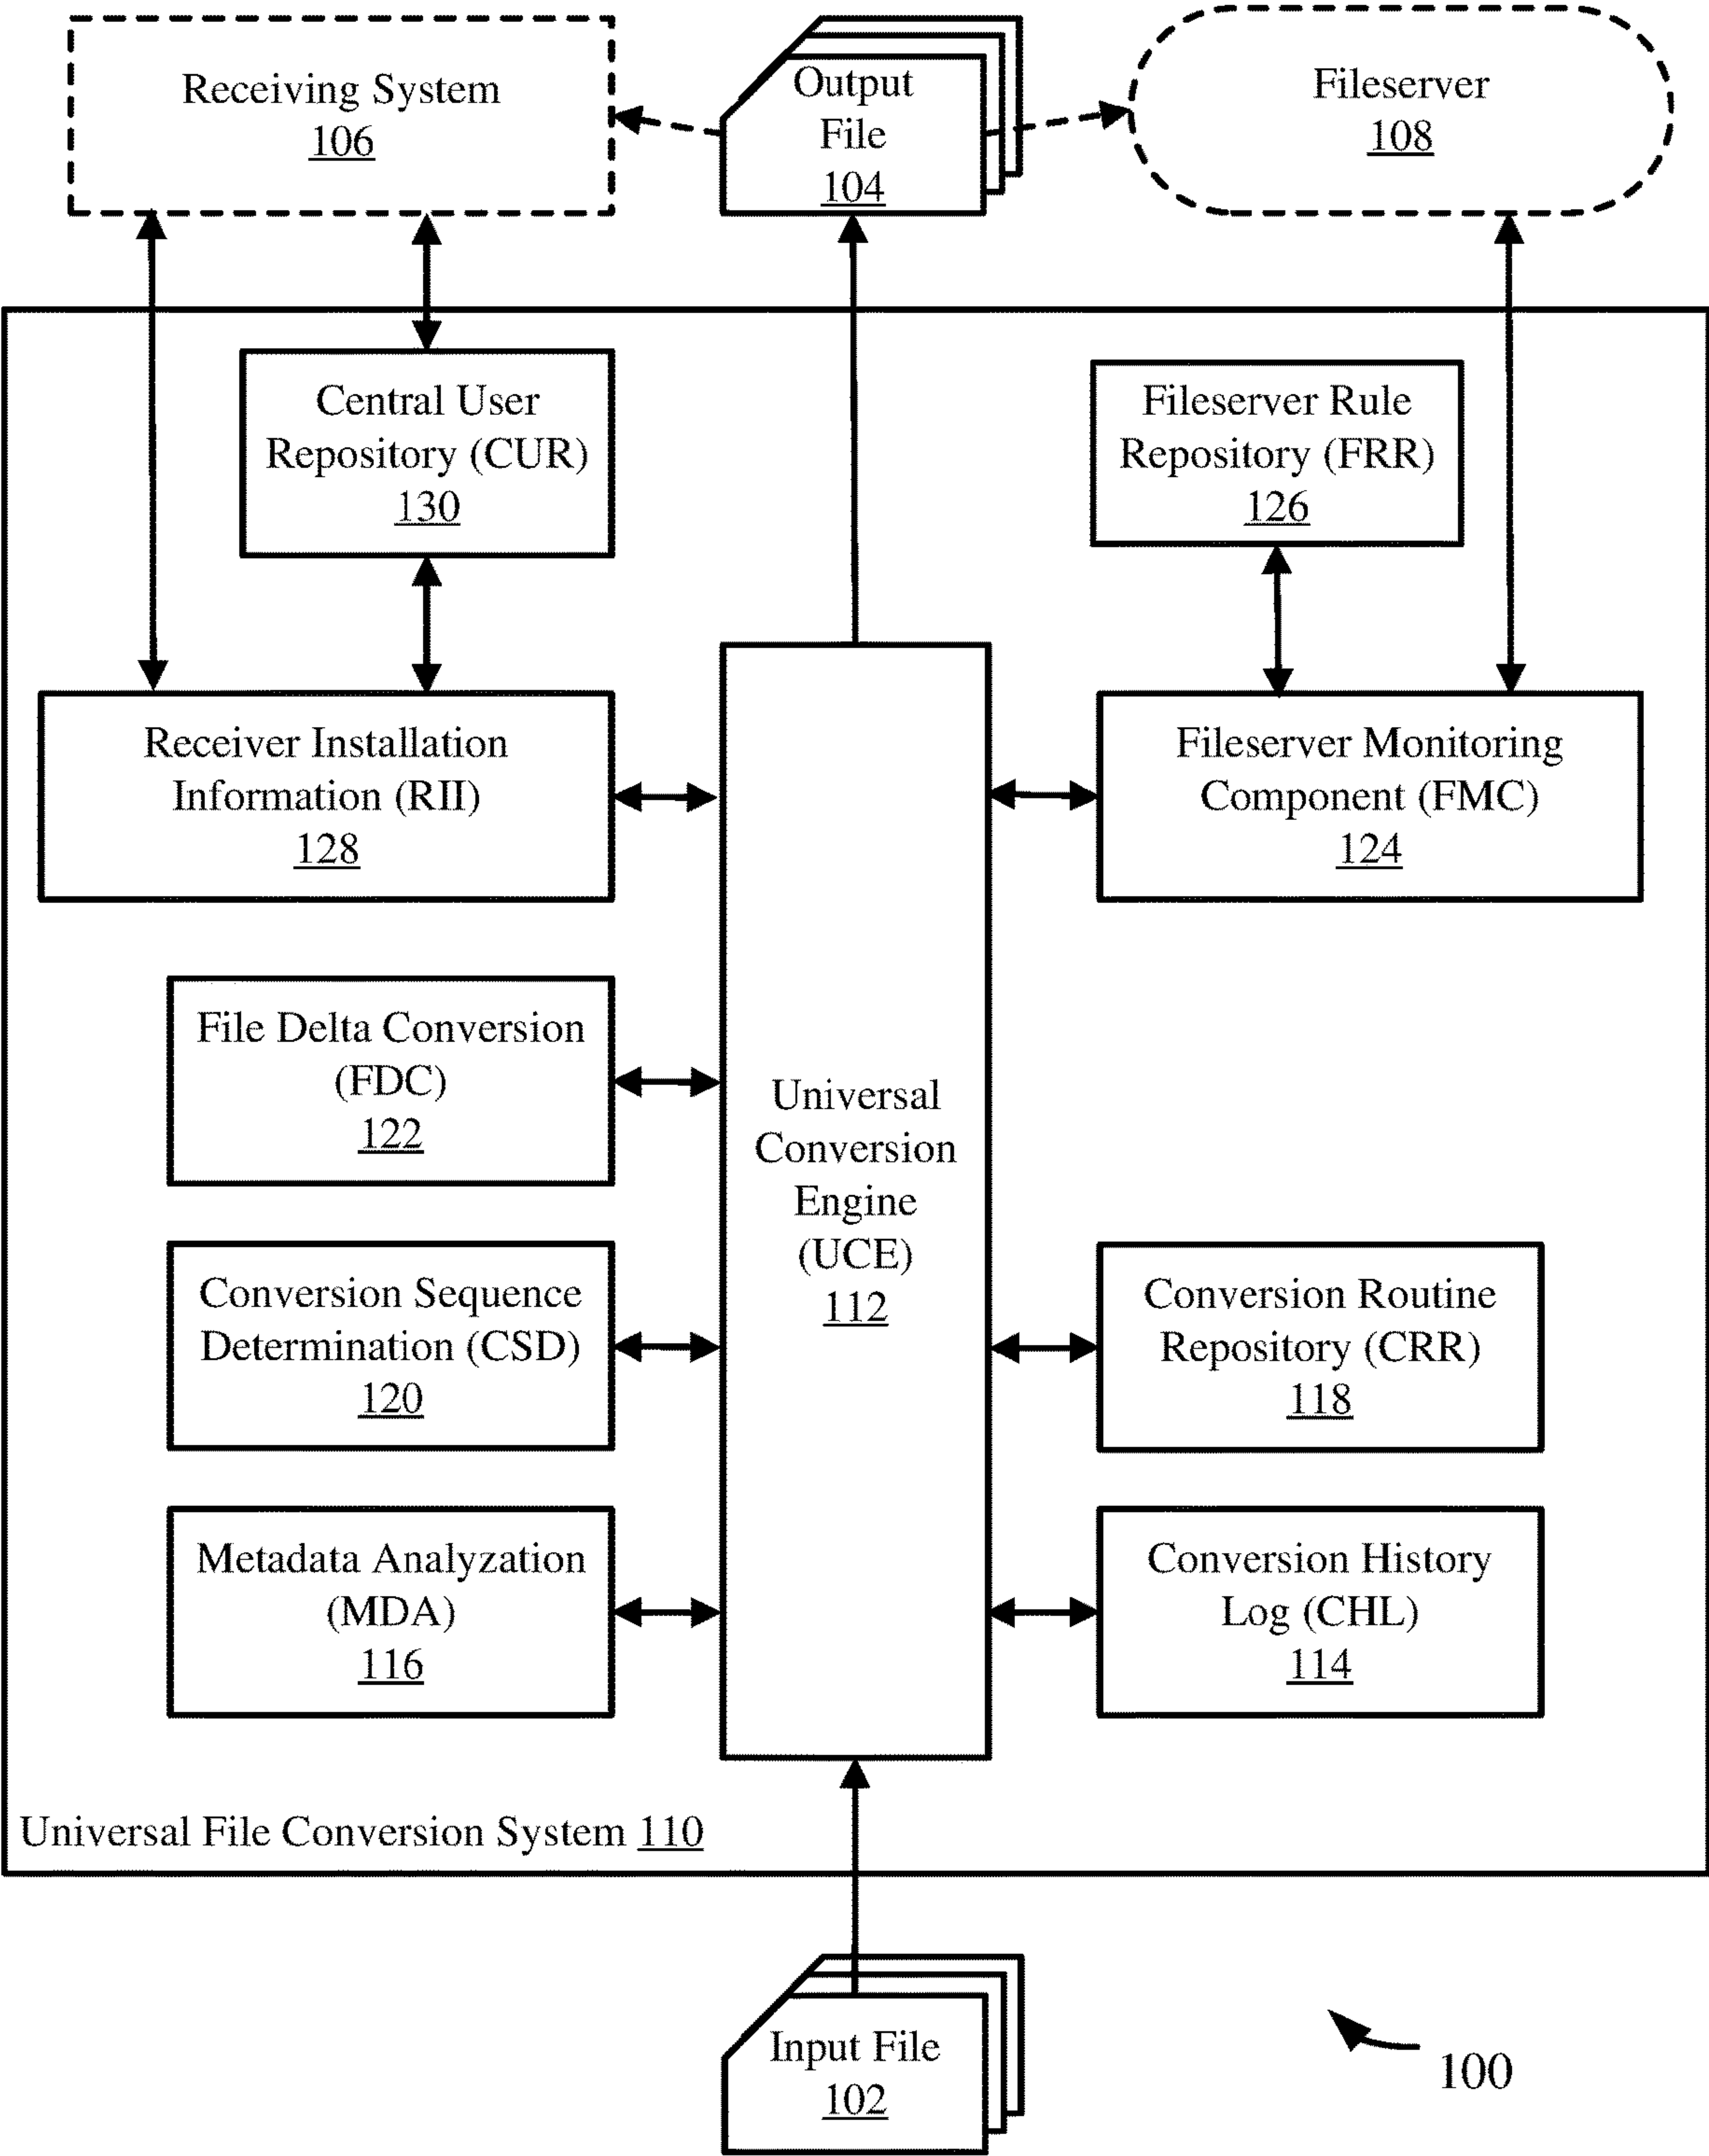 Receiving System
106
Output
File
104
Fileserver
108
Central User
Repository (CUR)
130
Fileserver Rule
Repository (FRR)
126
Receiver Installation
Information (RII)
128
Fileserver Monitoring
Component (FMC)
124
File Delta Conversion
(FDC)
122
Universal
Conversion
Engine
(UCE)
112
Conversion Sequence
Determination (CSD)
120
Conversion Routine
Repository (CRR)
118
Metadata Analyzation
(MDA)
116
Conversion History
Log (CHL)
114
Universal File Conversion System 110
Input File
102
100